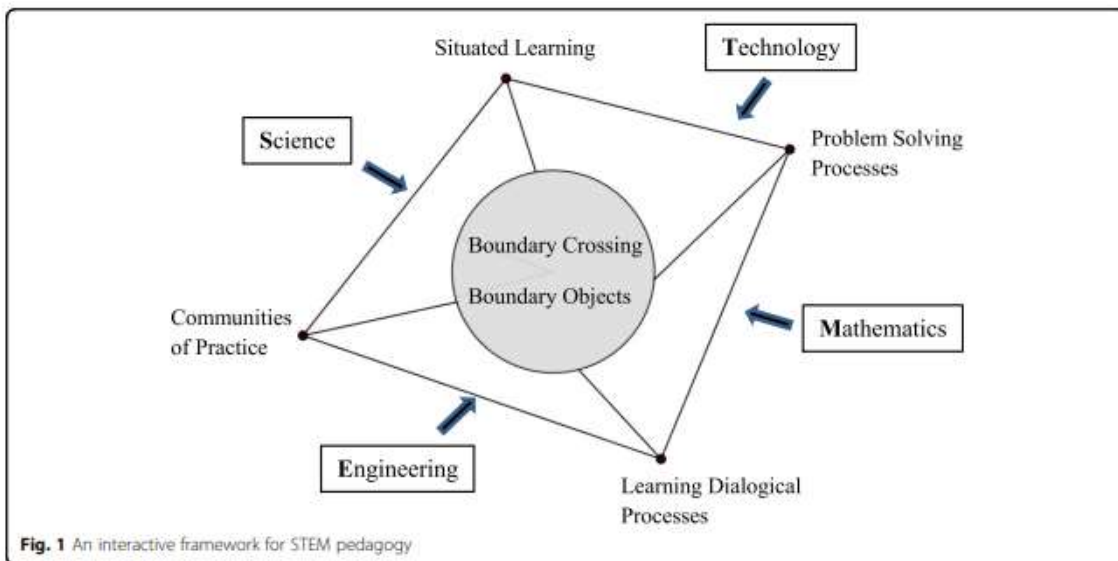 Situated Learning
Technology
Science
Problem Solving
Processes
Boundary Crossing
Boundary Objects
Communities
of Practice
Mathematics
Engineering
Learning Dialogical
Processes
Fig. 1 An interactive framework for STEM pedagogy